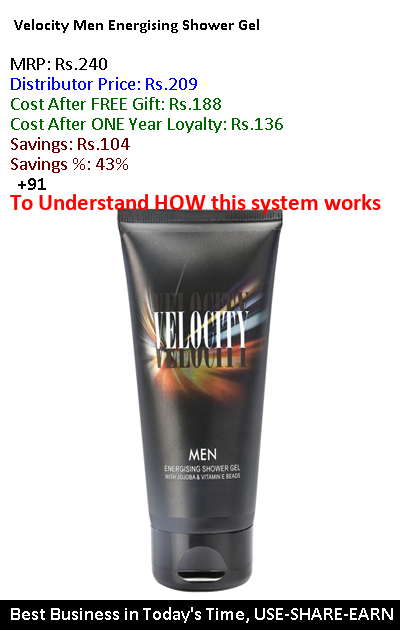 Velocity Men Energising Shower Gel
MRP: Rs.240
Distributor Price: Rs.209
Cost After FREE Gift: Rs.188
Cost After ONE Year Loyalty: Rs.136
Savings: Rs.104
Savings %: 43%
+91
To Understand HOW this system works
VELOCITY
VELOCITY
VELOCITY
MEN
ENERGISING SHOWER GEL
WITH JOJOBA & VITAMIN E BEADS
Best Business in Today's Time, USE-SHARE-EARN